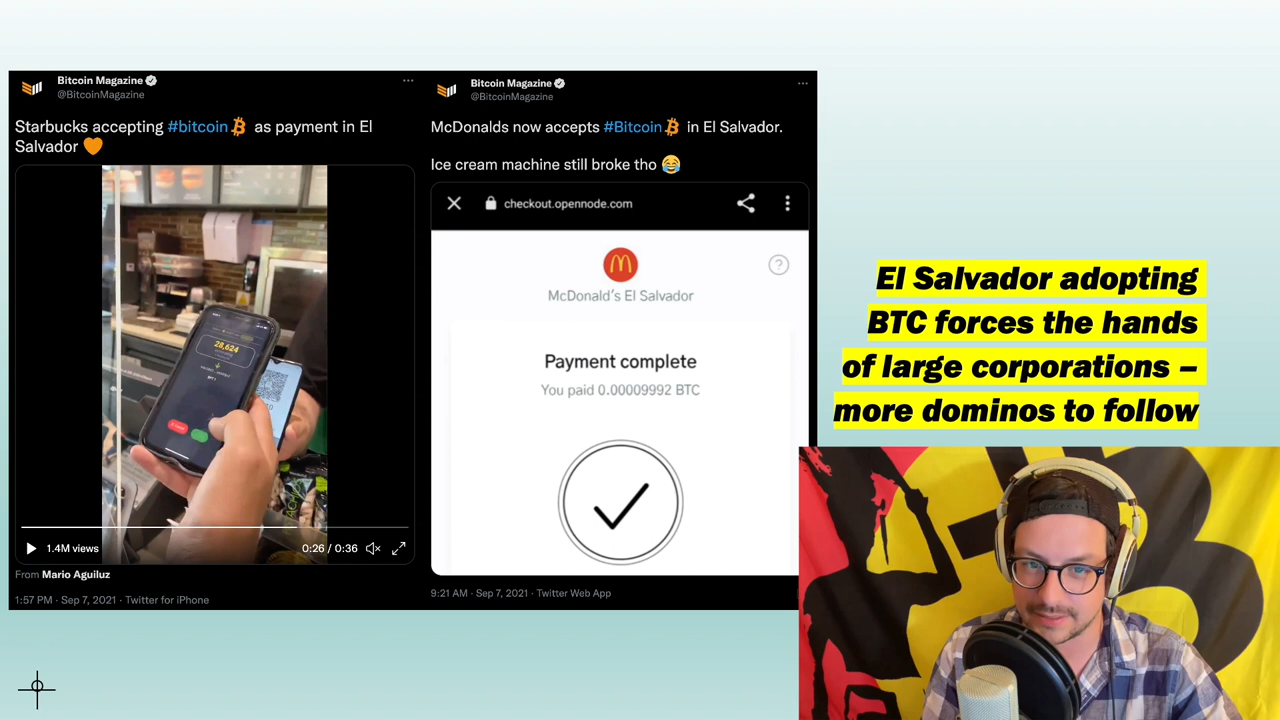 Bitcoin Magazine
@BitcoinMagazine
Starbucks accepting #bitcoin as payment in El
Salvador 🧡
28,624
1.4M views
0:26 / 0:36
From Mario Aguiluz
1:57 PM · Sep 7, 2021 · Twitter for iPhone
Bitcoin Magazine
@BitcoinMagazine
McDonalds now accepts #Bitcoin in El Salvador.
Ice cream machine still broke tho 😂
checkout.opennode.com
McDonald's El Salvador
Payment complete
You paid 0.00009992 BTC
9:21 AM · Sep 7, 2021 · Twitter Web App
El Salvador adopting
BTC forces the hands
of large corporations –
more dominos to follow